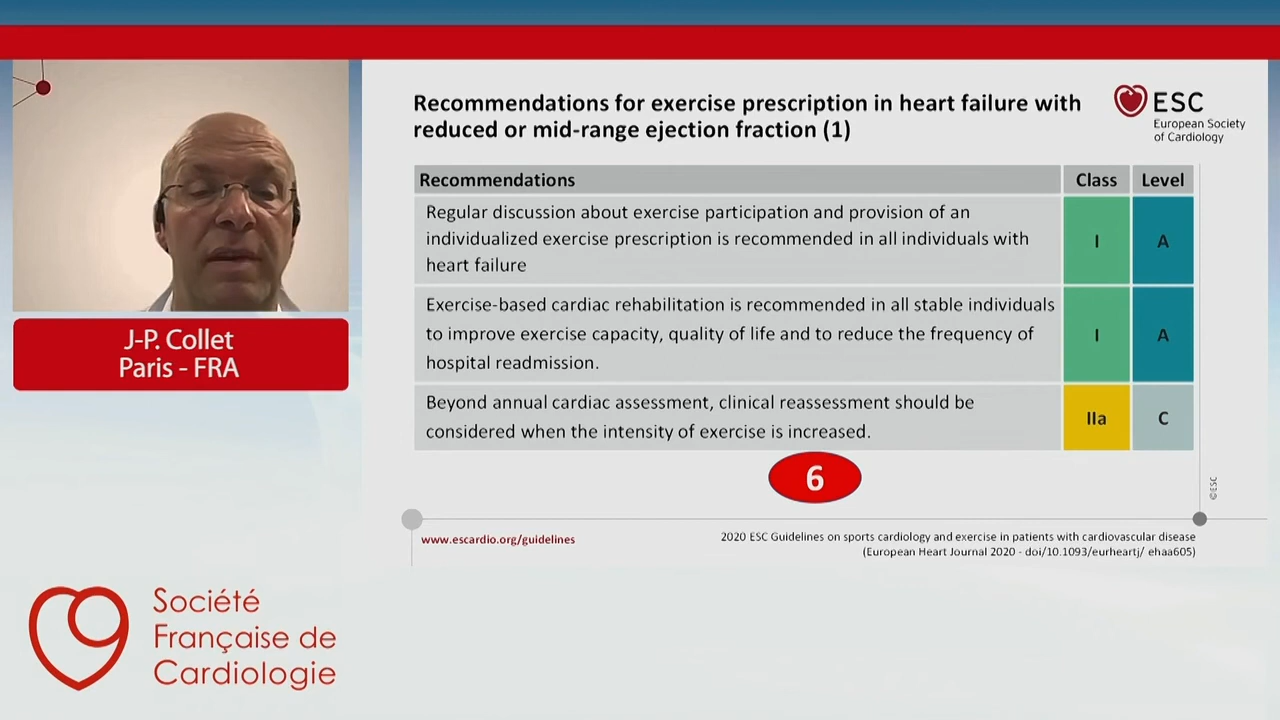 J-P. Collet
Paris - FRA
Société
Française de
Cardiologie
Recommendations for exercise prescription in heart failure with
reduced or mid-range ejection fraction (1)
ESC
European Society
of Cardiology
Recommendations Class Level
Regular discussion about exercise participation and provision of an
individualized exercise prescription is recommended in all individuals with
heart failure
I A
Exercise-based cardiac rehabilitation is recommended in all stable individuals
to improve exercise capacity, quality of life and to reduce the frequency of
hospital readmission.
I A
Beyond annual cardiac assessment, clinical reassessment should be
considered when the intensity of exercise is increased.
IIa C
6
©ESC
www.escardio.org/guidelines
2020 ESC Guidelines on sports cardiology and exercise in patients with cardiovascular disease
(European Heart Journal 2020 - doi/10.1093/eurheartj/ ehaa605)